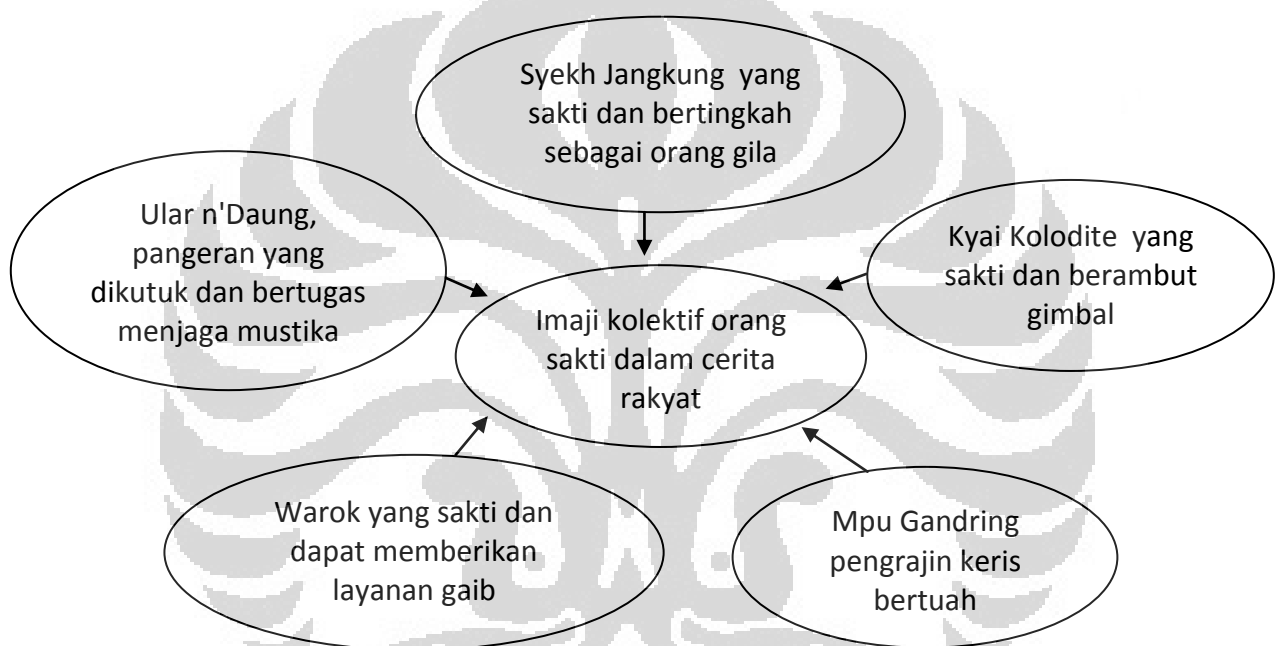 Syekh Jangkung yang
sakti dan bertingkah
sebagai orang gila
Ular n'Daung,
pangeran yang
dikutuk dan bertugas
menjaga mustika
Kyai Kolodite yang
sakti dan berambut
gimbal
Imaji kolektif orang
sakti dalam cerita
rakyat
Warok yang sakti dan
dapat memberikan
layanan gaib
Mpu Gandring
pengrajin keris
bertuah